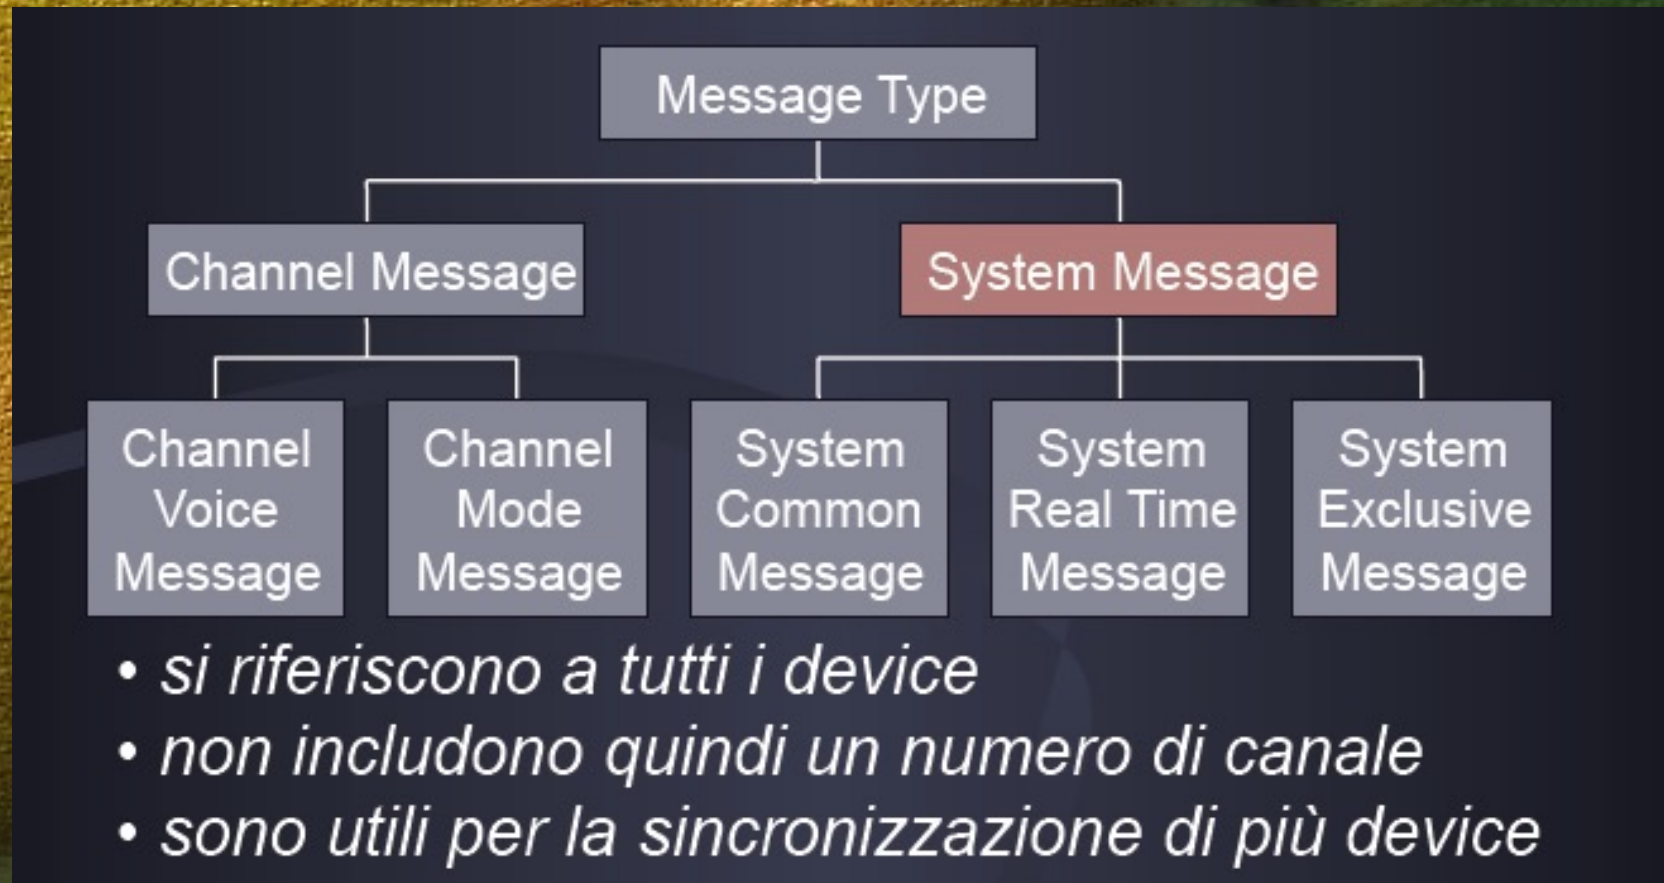 Message Type
Channel Message
System Message
Channel
Voice
Message
Channel
Mode
Message
System
Common
Message
System
Real Time
Message
System
Exclusive
Message
• si riferiscono a tutti i device
• non includono quindi un numero di canale
• sono utili per la sincronizzazione di più device